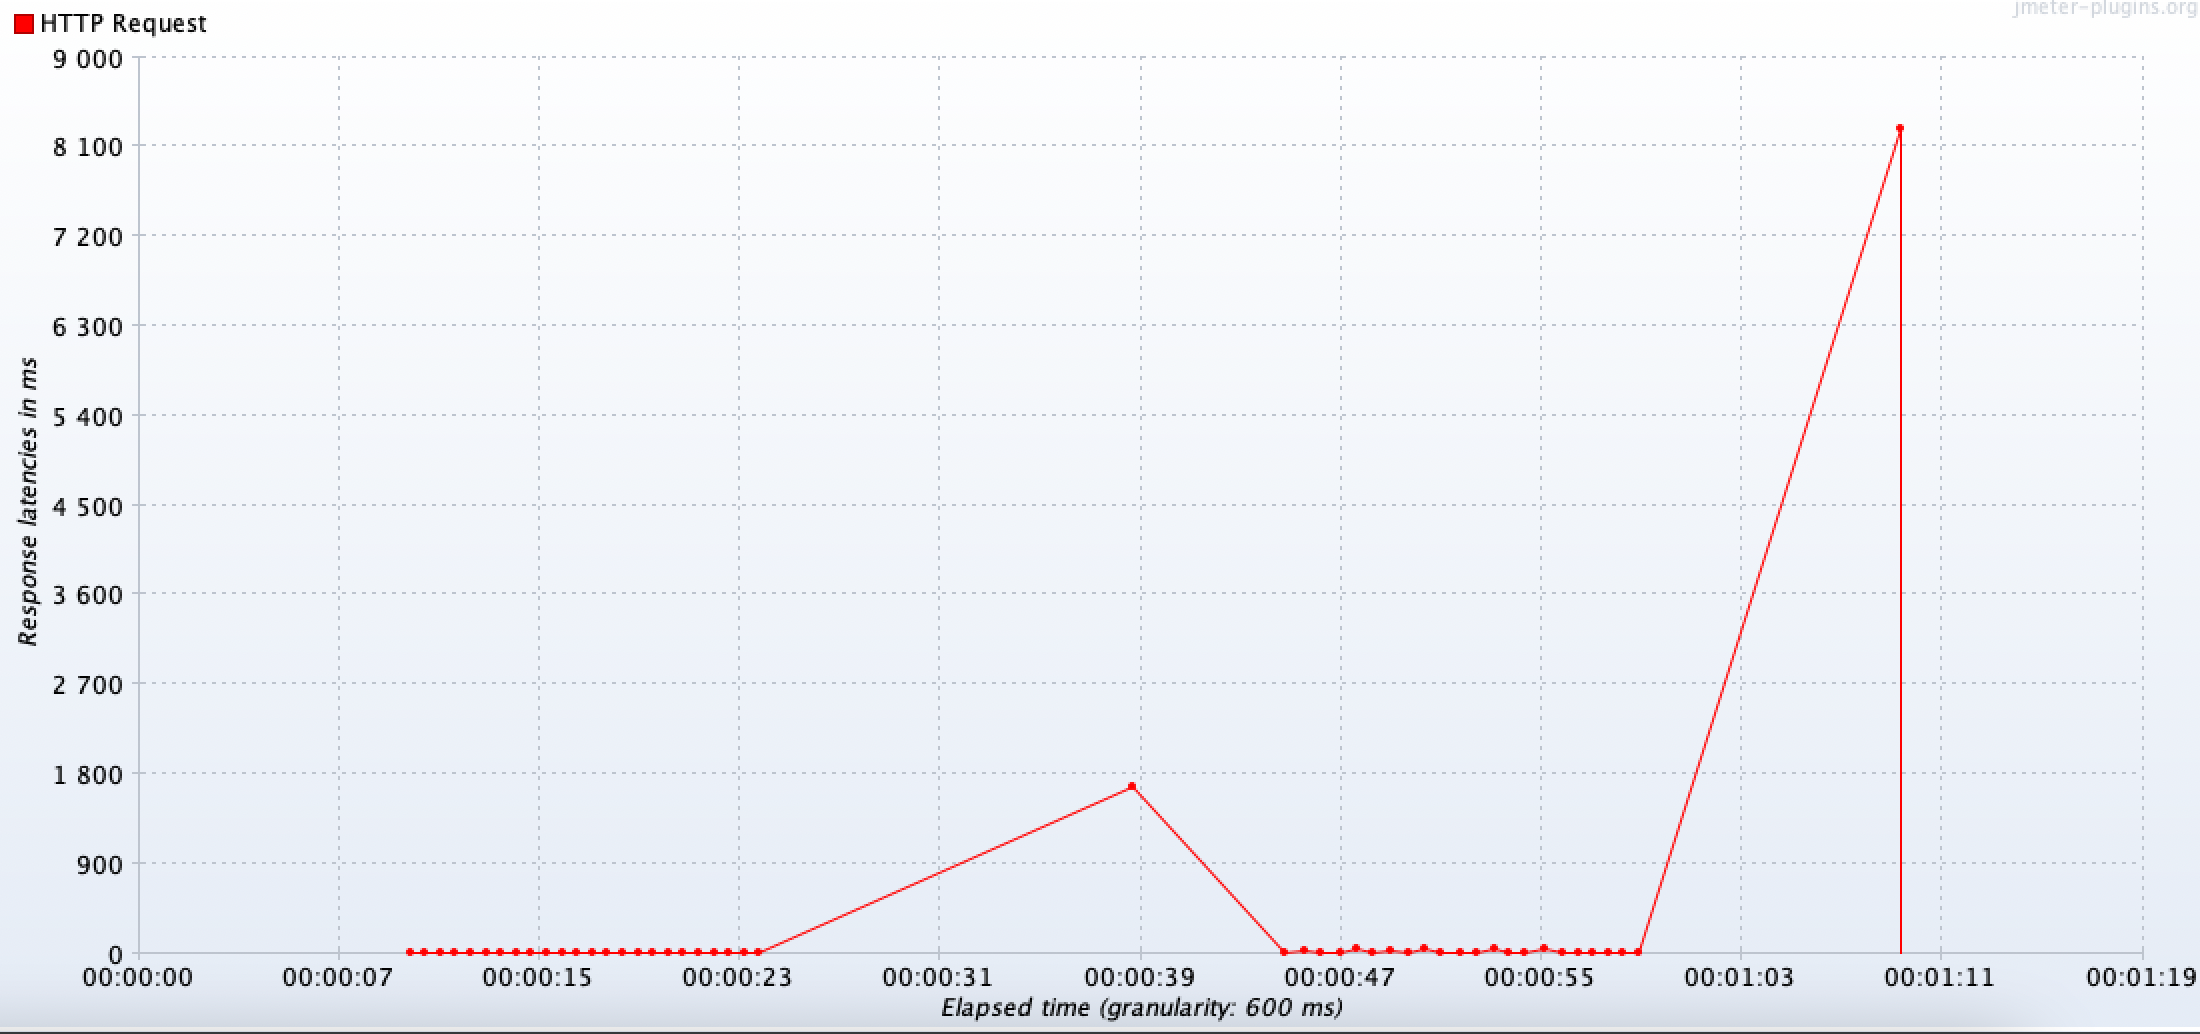 jmeter-plugins.org
HTTP Request
9 000
8 100
7 200
6 300
5 400
4 500
3 600
2 700
1 800
900
0
Response latencies in ms
00:00:00 00:00:07 00:00:15 00:00:23 00:00:31 00:00:39 00:00:47 00:00:55 00:01:03 00:01:11 00:01:19
Elapsed time (granularity: 600 ms)